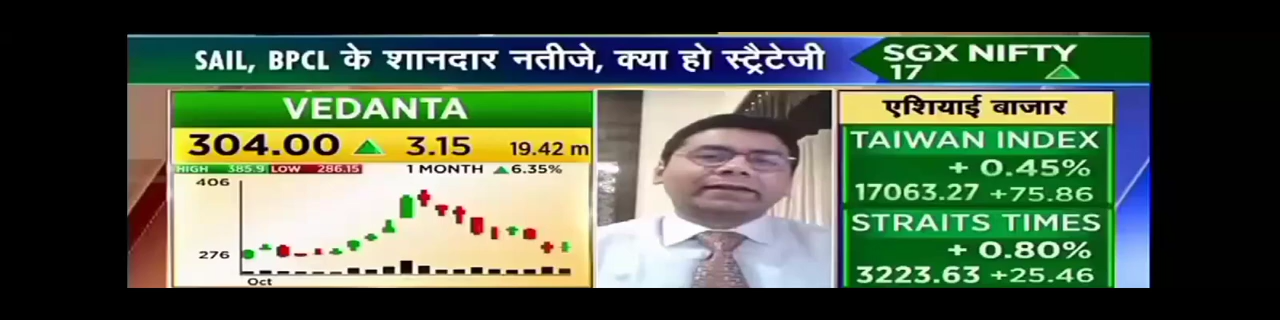 SAIL, BPCL के शानदार नतीजे, क्या हो स्ट्रैटेजी
SGX NIFTY
17
VEDANTA
304.00 3.15 19.42 m
HIGH 385.9 LOW 286.15 1 MONTH 6.35%
406
276
Oct
एशियाई बाजार
TAIWAN INDEX
+ 0.45%
17063.27 +75.86
STRAITS TIMES
+ 0.80%
3223.63 +25.46